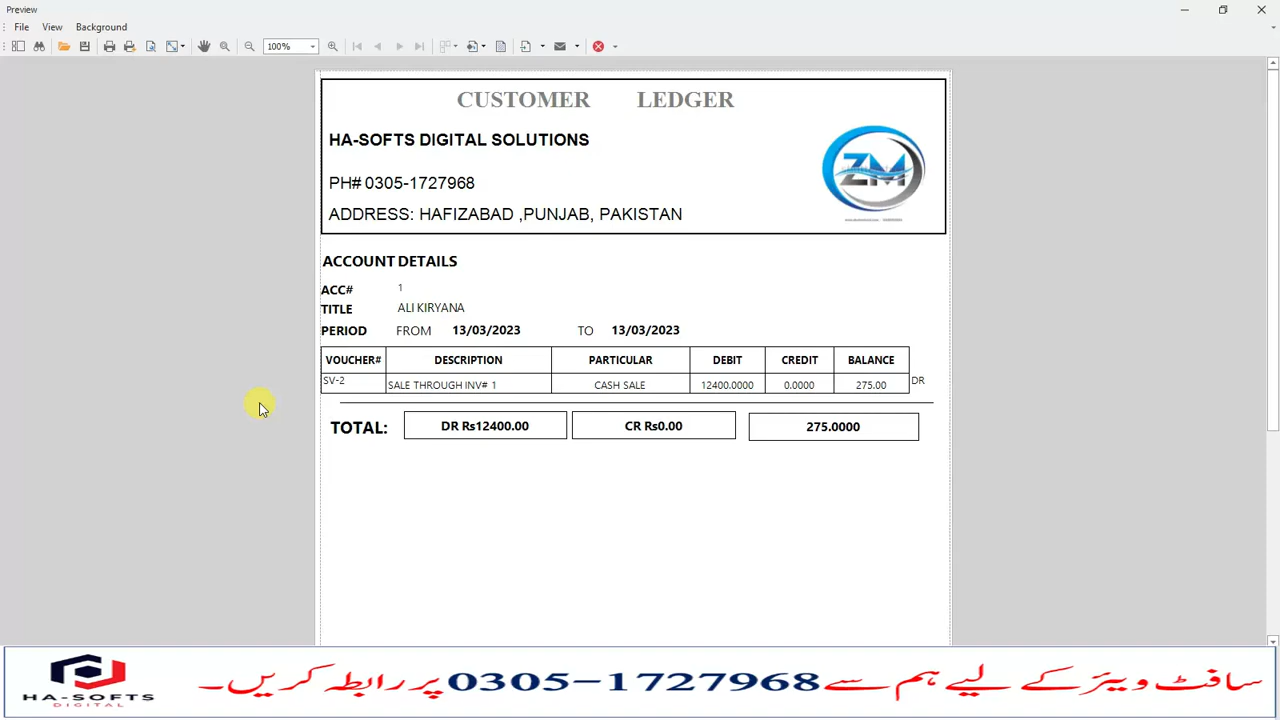 Preview
File View Background
100%
CUSTOMER LEDGER
HA-SOFTS DIGITAL SOLUTIONS
ZM
PH# 0305-1727968
ADDRESS: HAFIZABAD ,PUNJAB, PAKISTAN
ACCOUNT DETAILS
ACC# 1
TITLE ALI KIRYANA
PERIOD FROM 13/03/2023 TO 13/03/2023
VOUCHER# DESCRIPTION PARTICULAR DEBIT CREDIT BALANCE
SV-2 SALE THROUGH INV# 1 CASH SALE 12400.0000 0.0000 275.00 DR
TOTAL: DR Rs12400.00 CR Rs0.00 275.0000
سافٹ ویئر کے لیے ہم سے 0305-1727968 پر رابطہ کریں۔
HA-SOFTS
DIGITAL